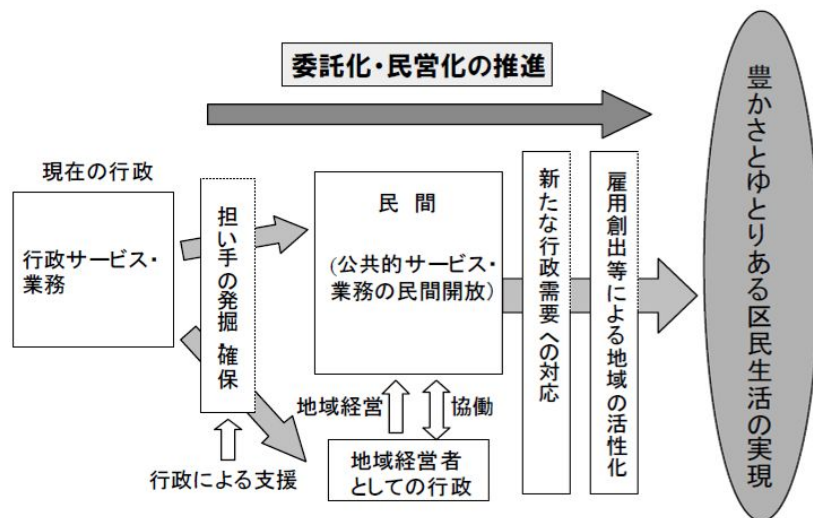 委託化・民営化の推進
現在の行政
行政サービス・
業務
担い手の発掘・確保
行政による支援
民 間
(公共的サービス・
業務の民間開放)
地域経営
協働
地域経営者
としての行政
新たな行政需要への対応
雇用創出等による地域の活性化
豊かさとゆとりある区民生活の実現